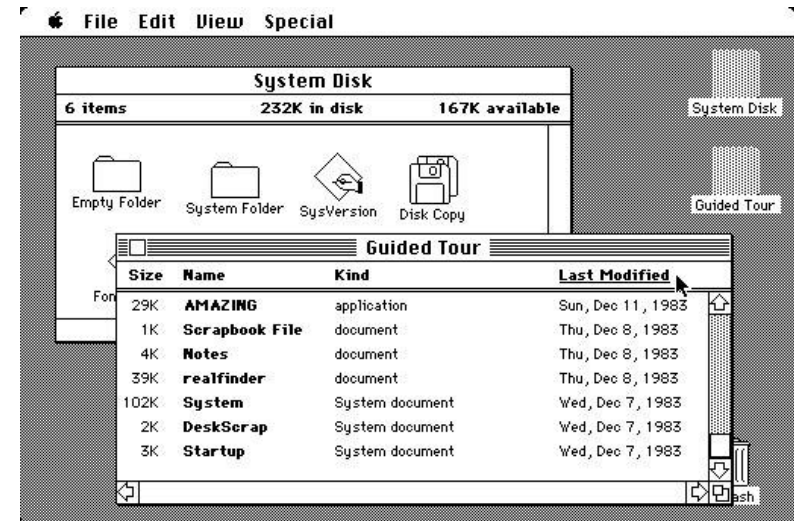 File Edit View Special
System Disk
6 items 232K in disk 167K available
System Disk
Empty Folder System Folder SysVersion Disk Copy
Guided Tour
Guided Tour
Size Name Kind Last Modified
29K AMAZING application Sun, Dec 11, 1983
1K Scrapbook File document Thu, Dec 8, 1983
4K Notes document Thu, Dec 8, 1983
39K realfinder document Thu, Dec 8, 1983
102K System System document Wed, Dec 7, 1983
2K DeskScrap System document Wed, Dec 7, 1983
3K Startup System document Wed, Dec 7, 1983